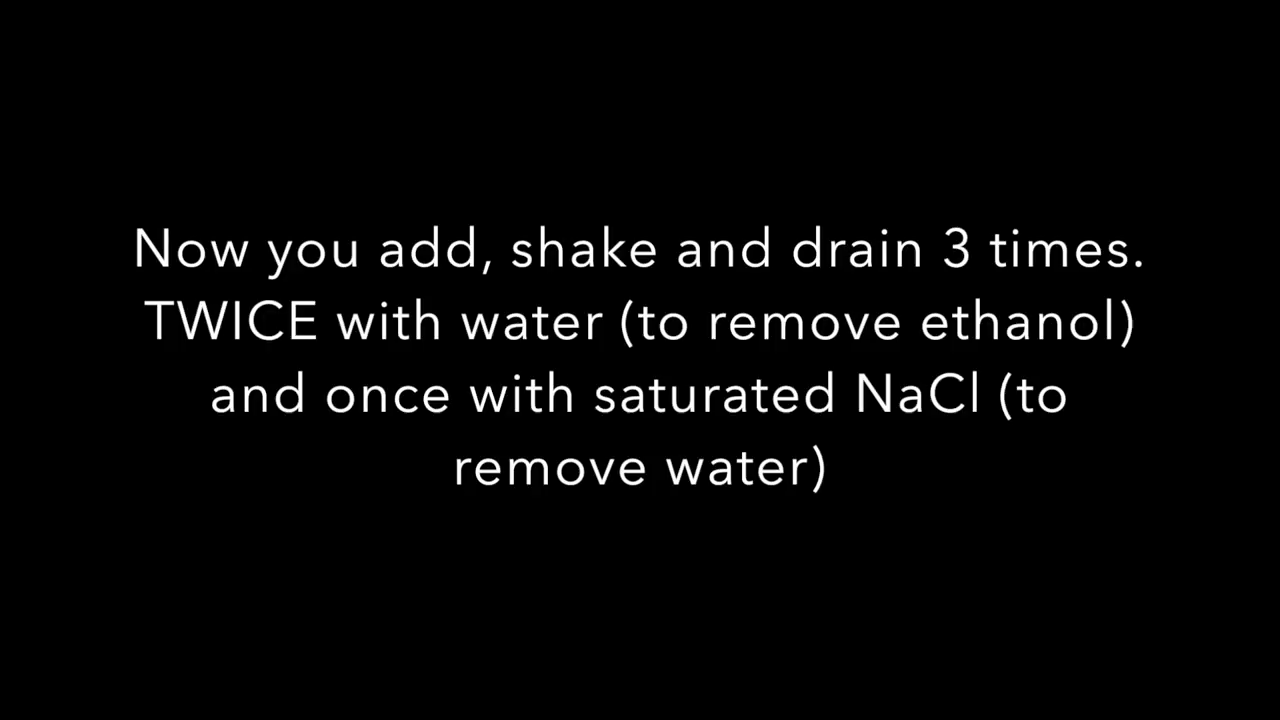 Now you add, shake and drain 3 times.
TWICE with water (to remove ethanol)
and once with saturated NaCl (to
remove water)